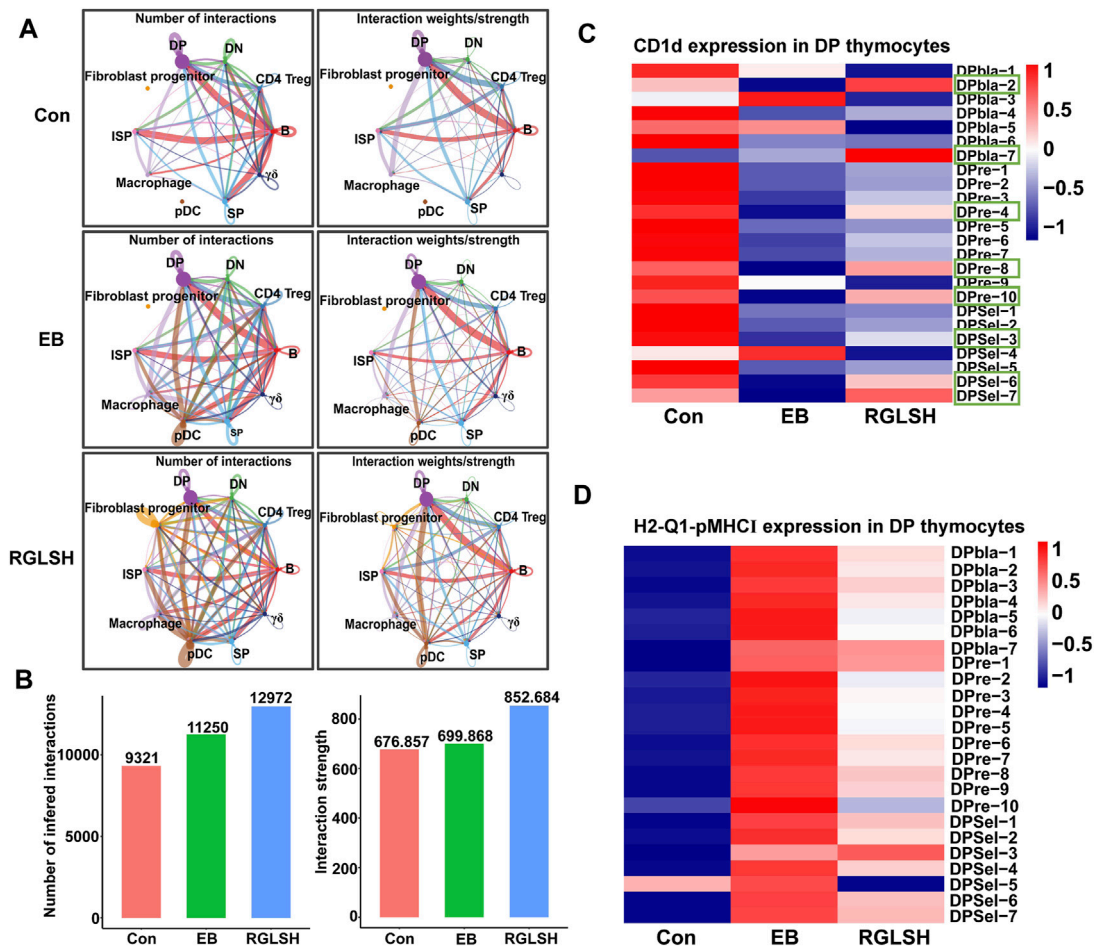 A
Number of interactions
Interaction weights/strength
Con
DP
DN
Fibroblast progenitor
CD4 Treg
ISP
B
Macrophage
γδ
pDC
SP
DP
DN
Fibroblast progenitor
CD4 Treg
ISP
B
Macrophage
γδ
pDC
SP
EB
Number of interactions
Interaction weights/strength
DP
DN
Fibroblast progenitor
CD4 Treg
ISP
B
Macrophage
γδ
pDC
SP
DP
DN
Fibroblast progenitor
CD4 Treg
ISP
B
Macrophage
γδ
pDC
SP
RGLSH
Number of interactions
Interaction weights/strength
DP
DN
Fibroblast progenitor
CD4 Treg
ISP
B
Macrophage
γδ
pDC
SP
DP
DN
Fibroblast progenitor
CD4 Treg
ISP
B
Macrophage
γδ
pDC
SP
B
Number of infered interactions
10000
5000
0
9321
11250
12972
Con EB RGLSH
Interaction strength
800
600
400
200
0
676.857
699.868
852.684
Con EB RGLSH
C
CD1d expression in DP thymocytes
DPbla−1
DPbla−2
DPbla−3
DPbla−4
DPbla−5
DPbla−6
DPbla−7
DPre−1
DPre−2
DPre−3
DPre−4
DPre−5
DPre−6
DPre−7
DPre−8
DPre−9
DPre−10
DPSel−1
DPSel−2
DPSel−3
DPSel−4
DPSel−5
DPSel−6
DPSel−7
1
0.5
0
−0.5
−1
Con EB RGLSH
D
H2-Q1-pMHCI expression in DP thymocytes
DPbla−1
DPbla−2
DPbla−3
DPbla−4
DPbla−5
DPbla−6
DPbla−7
DPre−1
DPre−2
DPre−3
DPre−4
DPre−5
DPre−6
DPre−7
DPre−8
DPre−9
DPre−10
DPSel−1
DPSel−2
DPSel−3
DPSel−4
DPSel−5
DPSel−6
DPSel−7
1
0.5
0
−0.5
−1
Con EB RGLSH